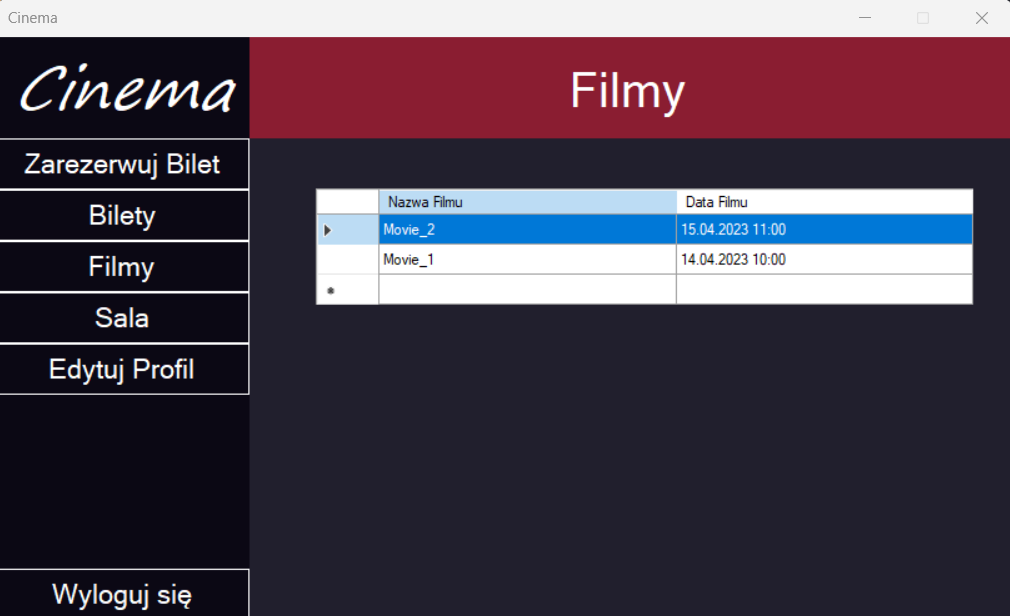 Cinema
Cinema
Filmy
Zarezerwuj Bilet
Bilety
Filmy
Sala
Edytuj Profil
Wyloguj się
Nazwa Filmu Data Filmu
Movie_2 15.04.2023 11:00
Movie_1 14.04.2023 10:00